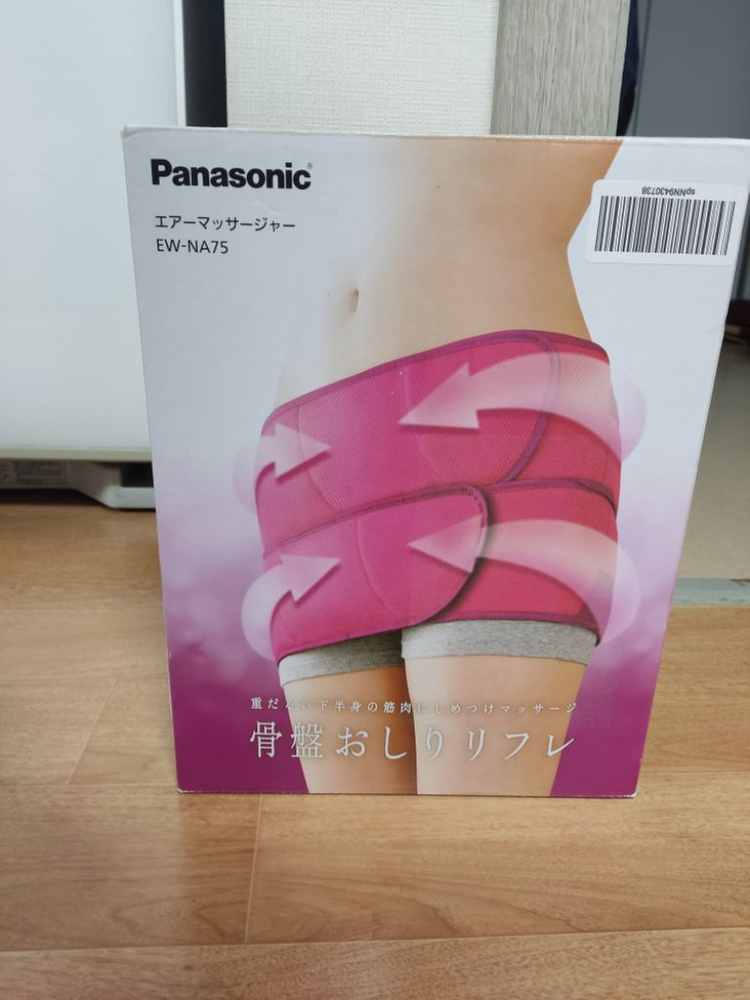 Panasonic®
エアーマッサージャー
EW-NA75
spNN9430738
重だるい下半身の筋肉にしめつけマッサージ
骨盤おしりリフレ